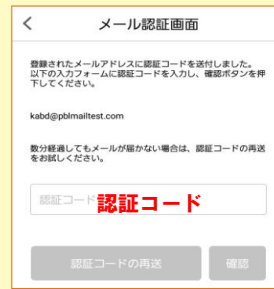 メール認証画面
登録されたメールアドレスに認証コードを送付しました。
以下の入力フォームに認証コードを入力し、確認ボタンを押
下してください。
kabd@pblmailtest.com
数分経過してもメールが届かない場合は、認証コードの再送
をお試しください。
認証コード
認証コード
認証コードの再送
確認